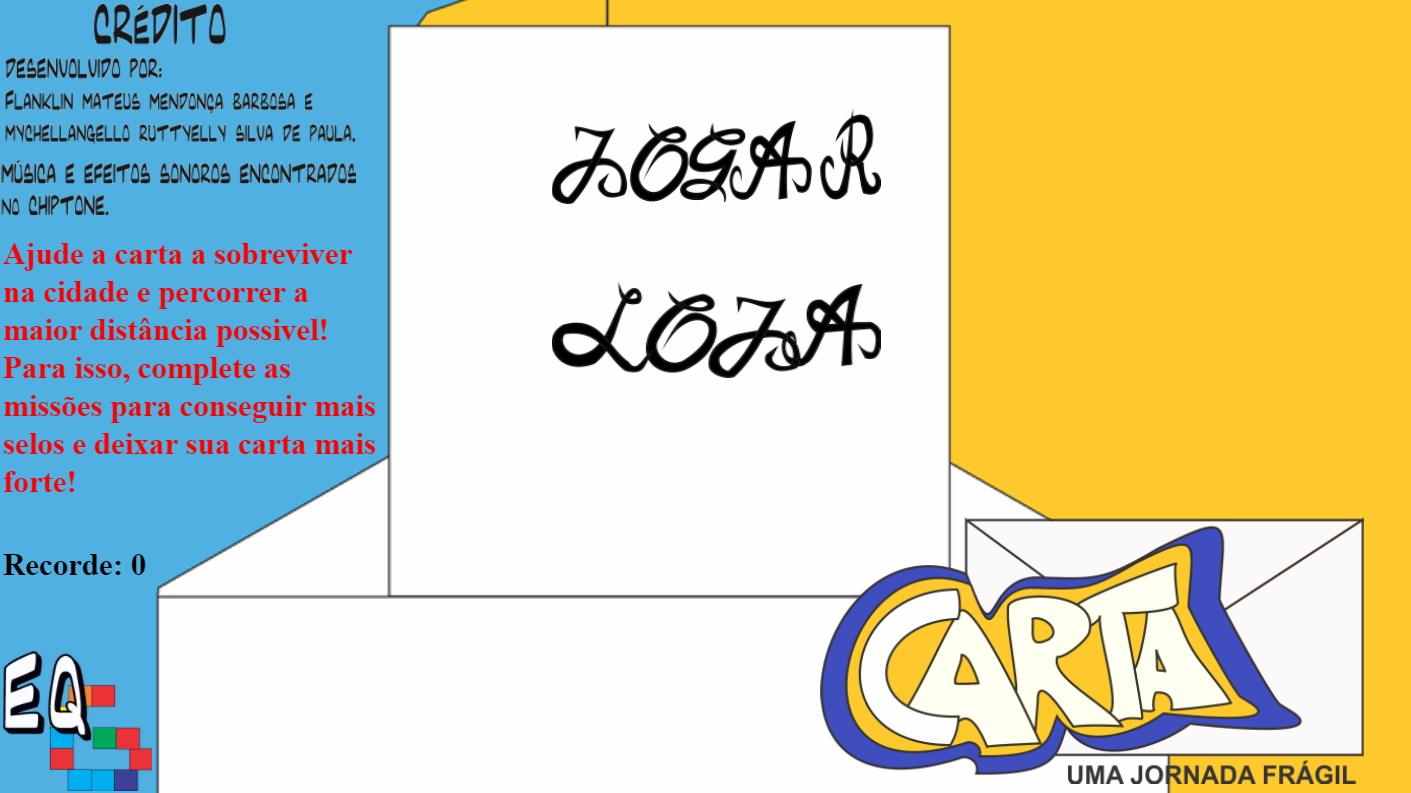 CRÉDITO
DESENVOLVIDO POR:
FLANKLIN MATEUS MENDONÇA BARBOSA E
MYCHELLANGELLO RUTTYELLY SILVA DE PAULA.
MÚSICA E EFEITOS SONOROS ENCONTRADOS
NO CHIPTONE.
Ajude a carta a sobreviver
na cidade e percorrer a
maior distância possivel!
Para isso, complete as
missões para conseguir mais
selos e deixar sua carta mais
forte!
Recorde: 0
EQ
JOGAR
LOJA
CARTA
UMA JORNADA FRÁGIL